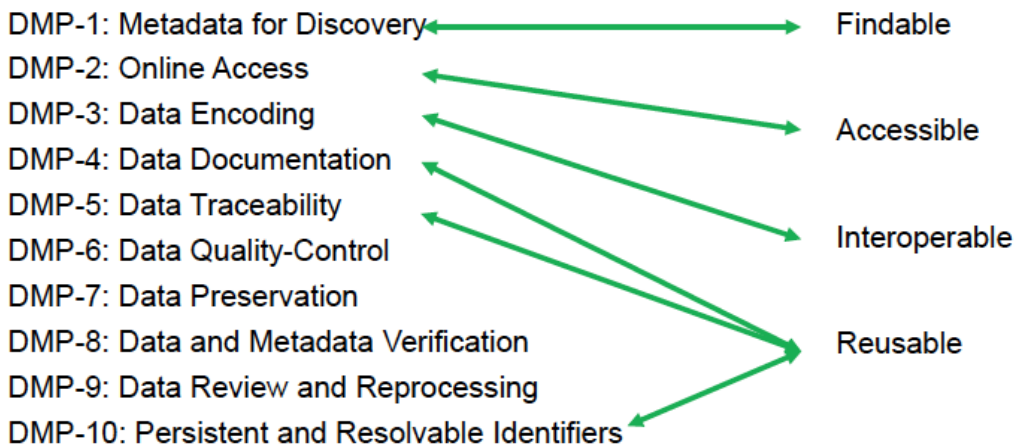 DMP-1: Metadata for Discovery
DMP-2: Online Access
DMP-3: Data Encoding
DMP-4: Data Documentation
DMP-5: Data Traceability
DMP-6: Data Quality-Control
DMP-7: Data Preservation
DMP-8: Data and Metadata Verification
DMP-9: Data Review and Reprocessing
DMP-10: Persistent and Resolvable Identifiers
Findable
Accessible
Interoperable
Reusable